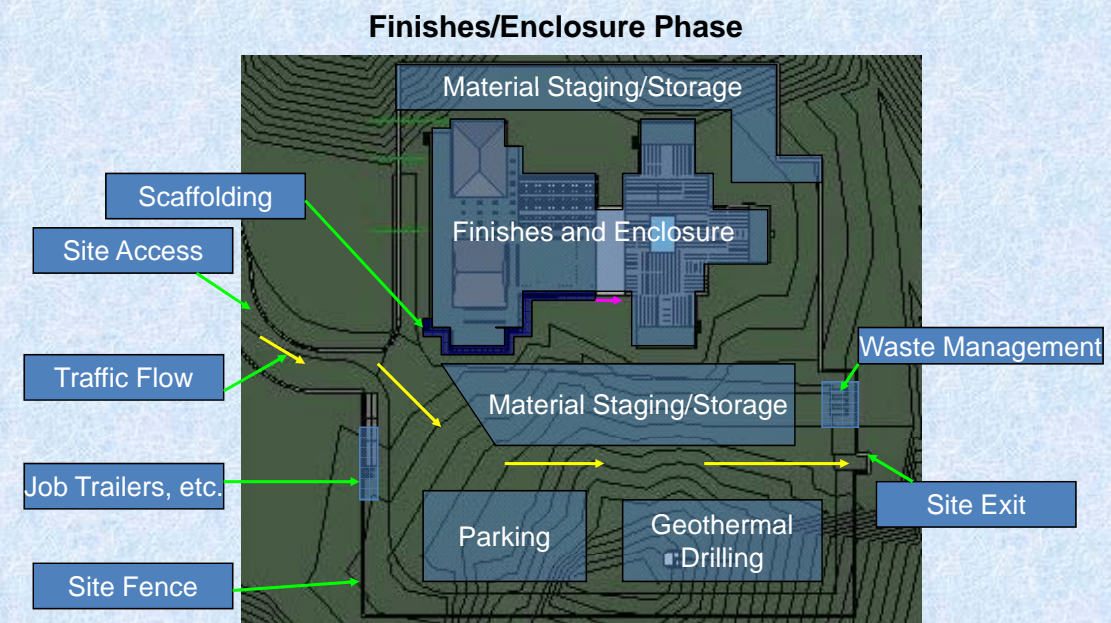 Finishes/Enclosure Phase
Material Staging/Storage
Scaffolding
Finishes and Enclosure
Site Access
Waste Management
Traffic Flow
Material Staging/Storage
Job Trailers, etc.
Site Exit
Parking
Geothermal
Drilling
Site Fence